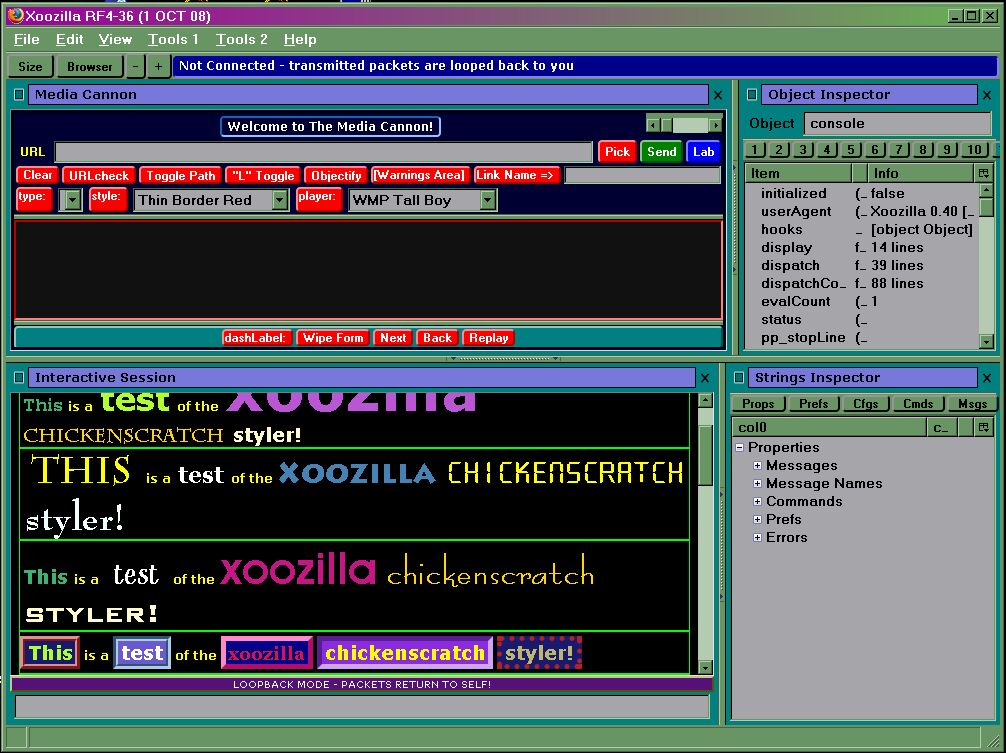 Xoozilla RF4-36 (1 OCT 08)
File Edit View Tools 1 Tools 2 Help
Size Browser - + Not Connected - transmitted packets are looped back to you
Media Cannon x
Welcome to The Media Cannon!
URL Pick Send Lab
Clear URLcheck Toggle Path "L" Toggle Objectify [Warnings Area] Link Name =>
type: style: Thin Border Red player: WMP Tall Boy
dashLabel: Wipe Form Next Back Replay
Object Inspector x
Object console
1 2 3 4 5 6 7 8 9 10
Item Info
initialized (_ false
userAgent (_ Xoozilla 0.40 [_
hooks _ [object Object]
display f_ 14 lines
dispatch f_ 39 lines
dispatchCo_ f_ 88 lines
evalCount (_ 1
status (_
pp_stopLine (_
Interactive Session x
This is a test of the xoozilla
CHICKENSCRATCH styler!
THIS is a test of the XOOZILLA CHICKENSCRATCH
styler!
This is a test of the xoozilla chickenscratch
STYLER!
This is a test of the xoozilla chickenscratch styler!
LOOPBACK MODE - PACKETS RETURN TO SELF!
Strings Inspector x
Props Prefs Cfgs Cmds Msgs
col0 c_
Properties
Messages
Message Names
Commands
Prefs
Errors